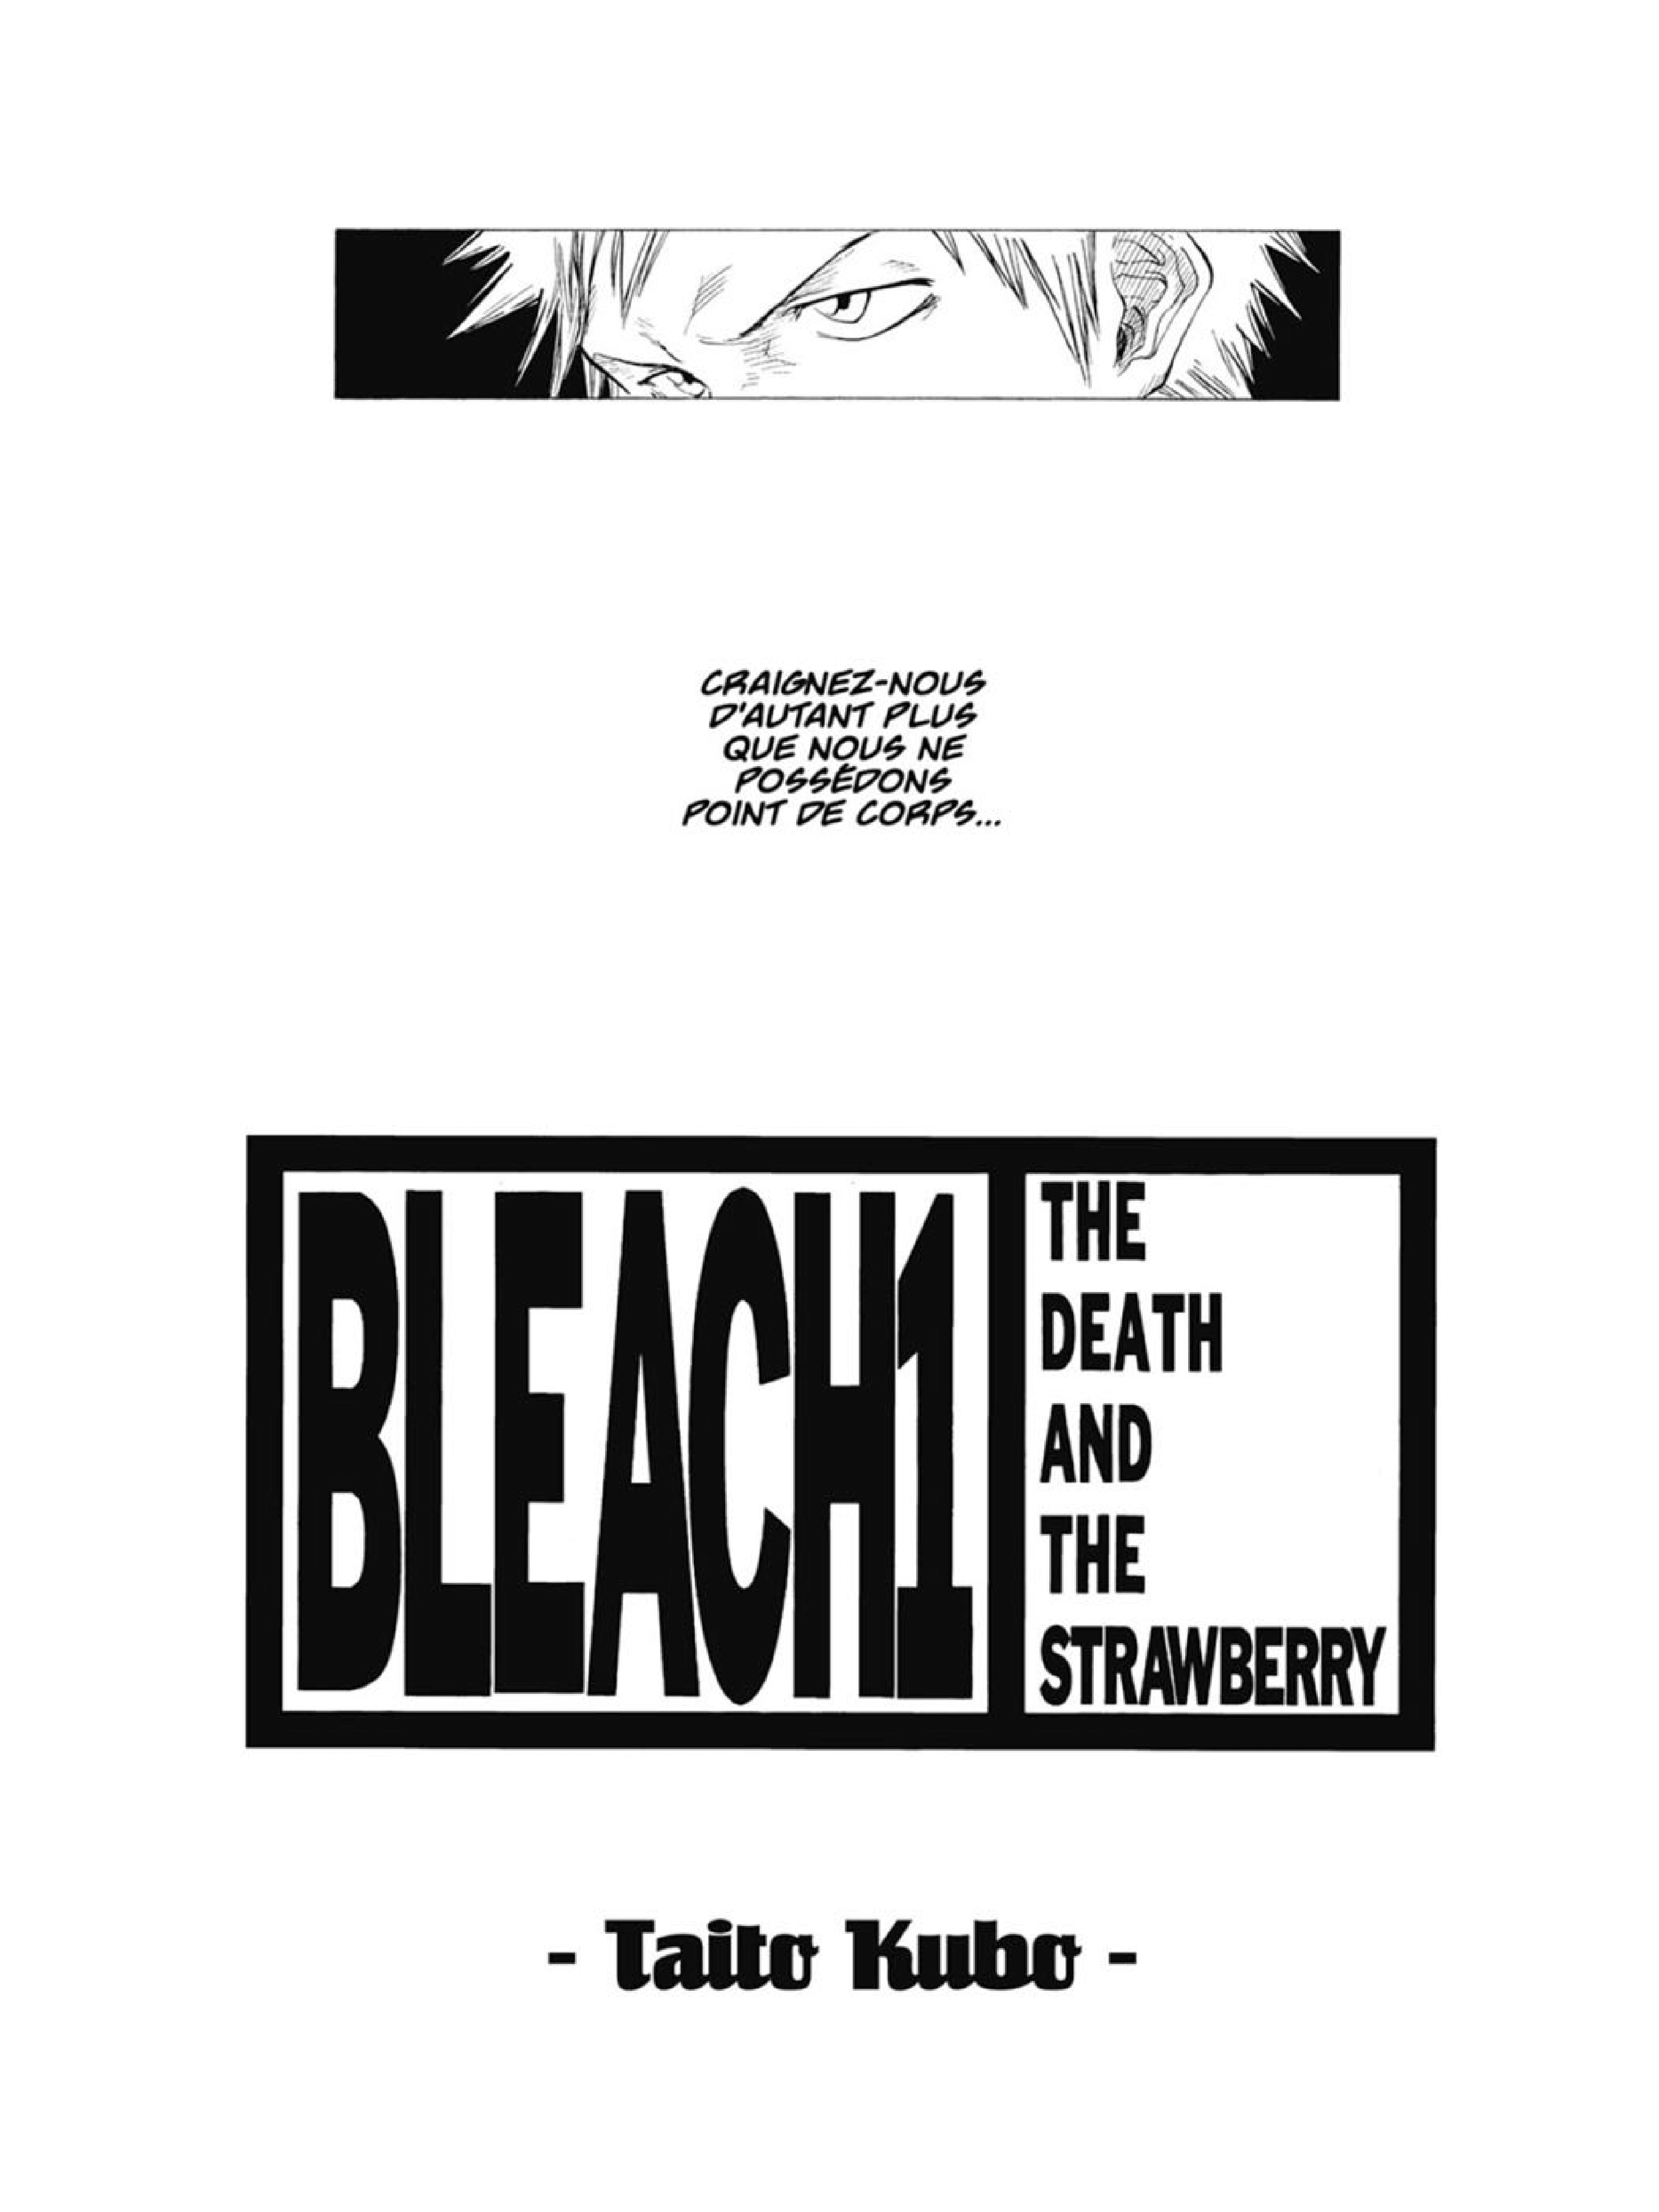 CRAIGNEZ-NOUS
D'AUTANT PLUS
QUE NOUS NE
POSSÉDONS
POINT DE CORPS...
BLEACH1
THE
DEATH
AND
THE
STRAWBERRY
- Taito Kubo -